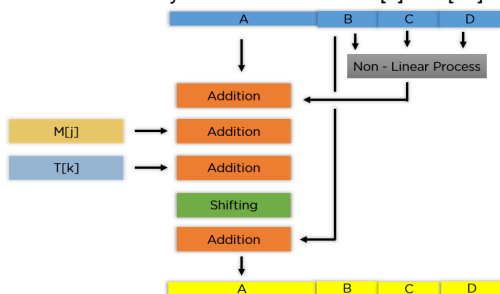 A B C D
Non - Linear Process
Addition
M[j] Addition
T[k] Addition
Shifting
Addition
A B C D